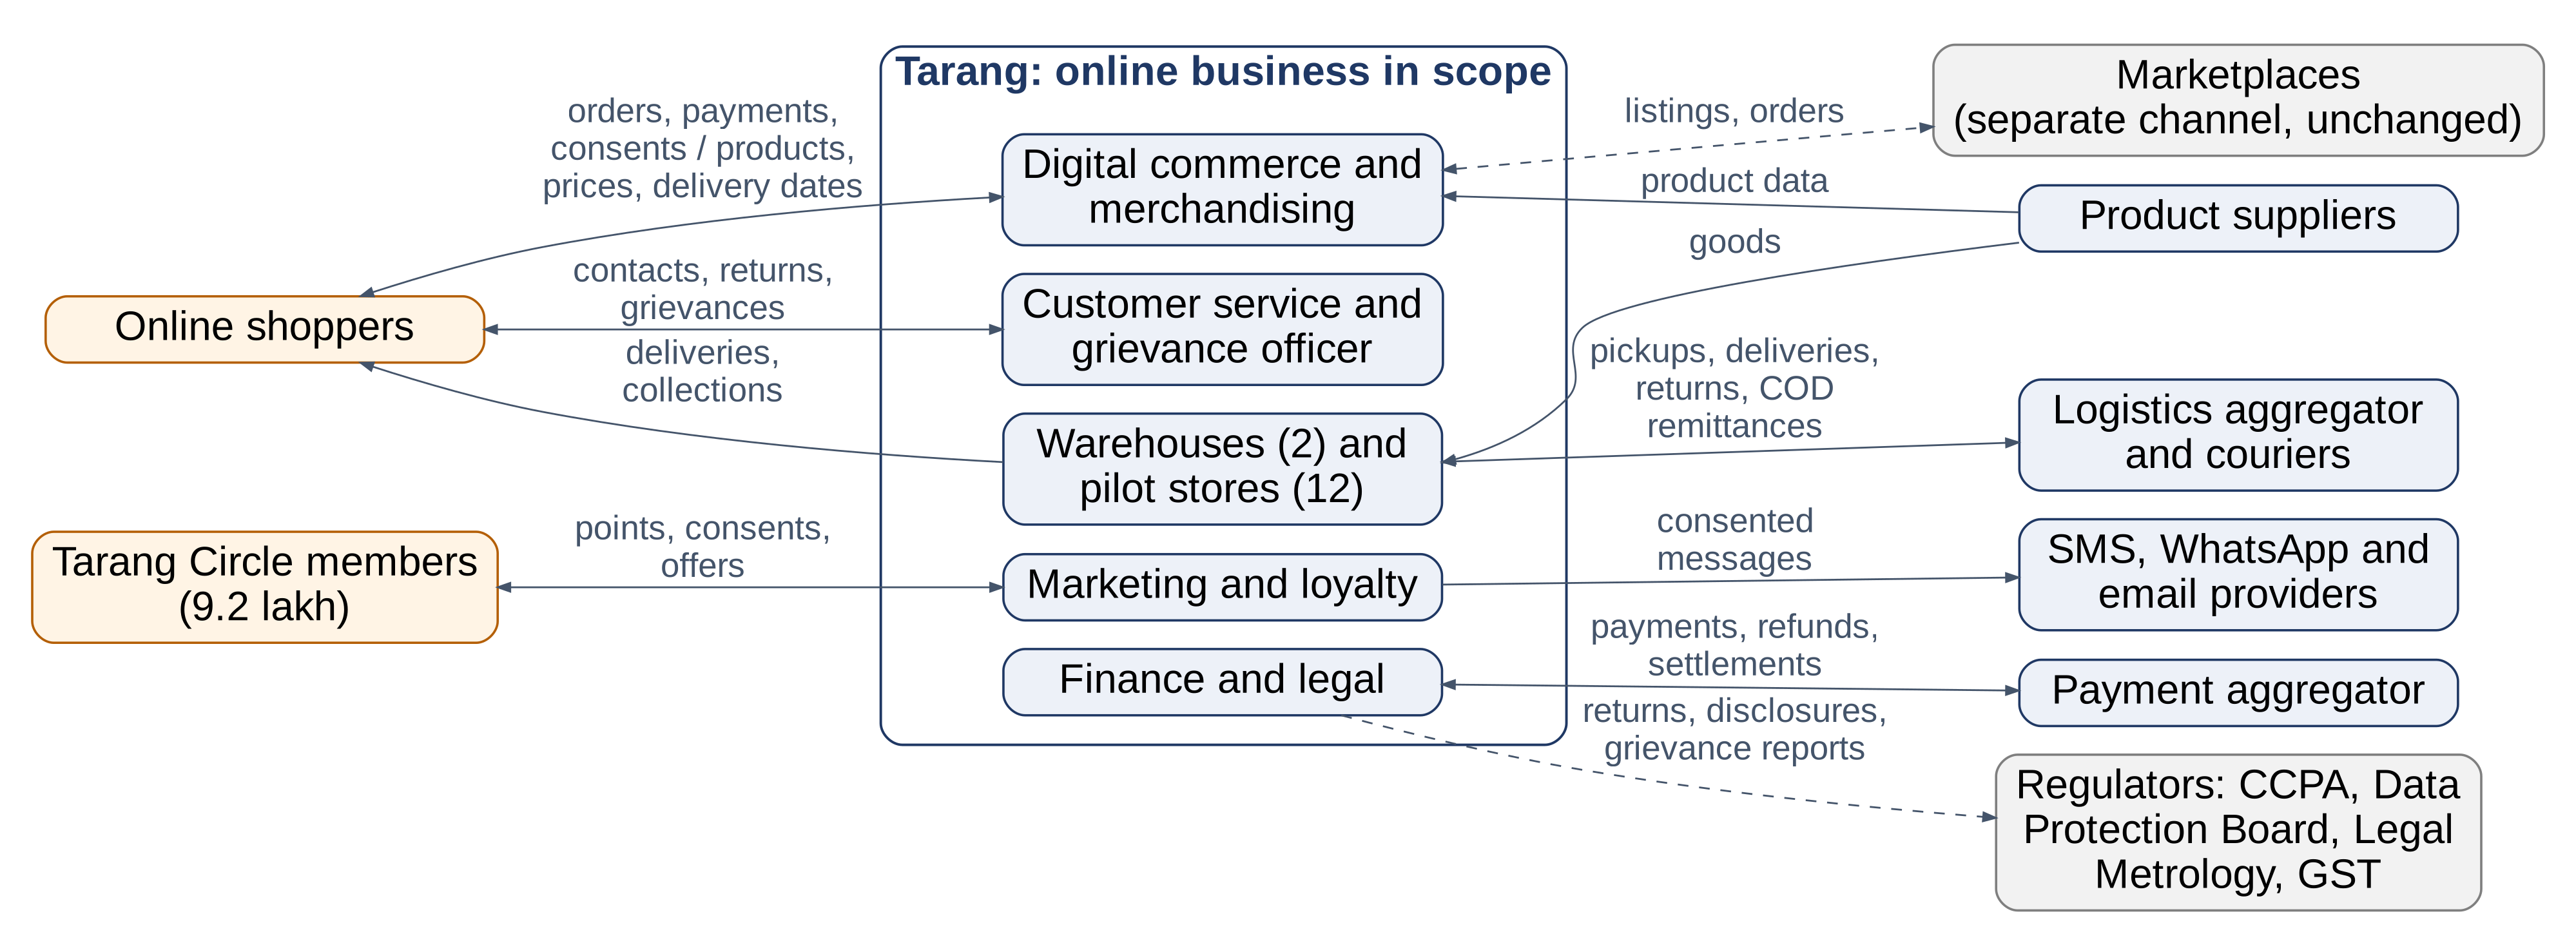 Tarang: online business in scope
orders, payments,
consents / products,
prices, delivery dates
contacts, returns,
grievances
deliveries,
collections
points, consents,
offers
Online shoppers
Tarang Circle members
(9.2 lakh)
Digital commerce and
merchandising
Customer service and
grievance officer
Warehouses (2) and
pilot stores (12)
Marketing and loyalty
Finance and legal
listings, orders
product data
goods
pickups, deliveries,
returns, COD
remittances
consented
messages
payments, refunds,
settlements
returns, disclosures,
grievance reports
Marketplaces
(separate channel, unchanged)
Product suppliers
Logistics aggregator
and couriers
SMS, WhatsApp and
email providers
Payment aggregator
Regulators: CCPA, Data
Protection Board, Legal
Metrology, GST